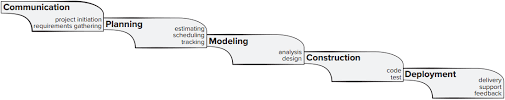 Communication
project initiation
requirements gathering
Planning
estimating
scheduling
tracking
Modeling
analysis
design
Construction
code
test
Deployment
delivery
support
feedback